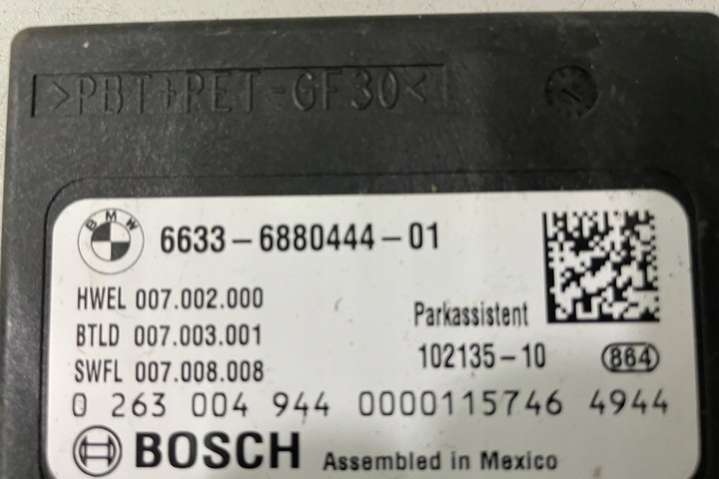 >PBT+PET-GF30<
BMW
6633-6880444-01
HWEL 007.002.000
BTLD 007.003.001
SWFL 007.008.008
Parkassistent
102135-10 864
0 263 004 944 0000115746 4944
BOSCH Assembled in Mexico